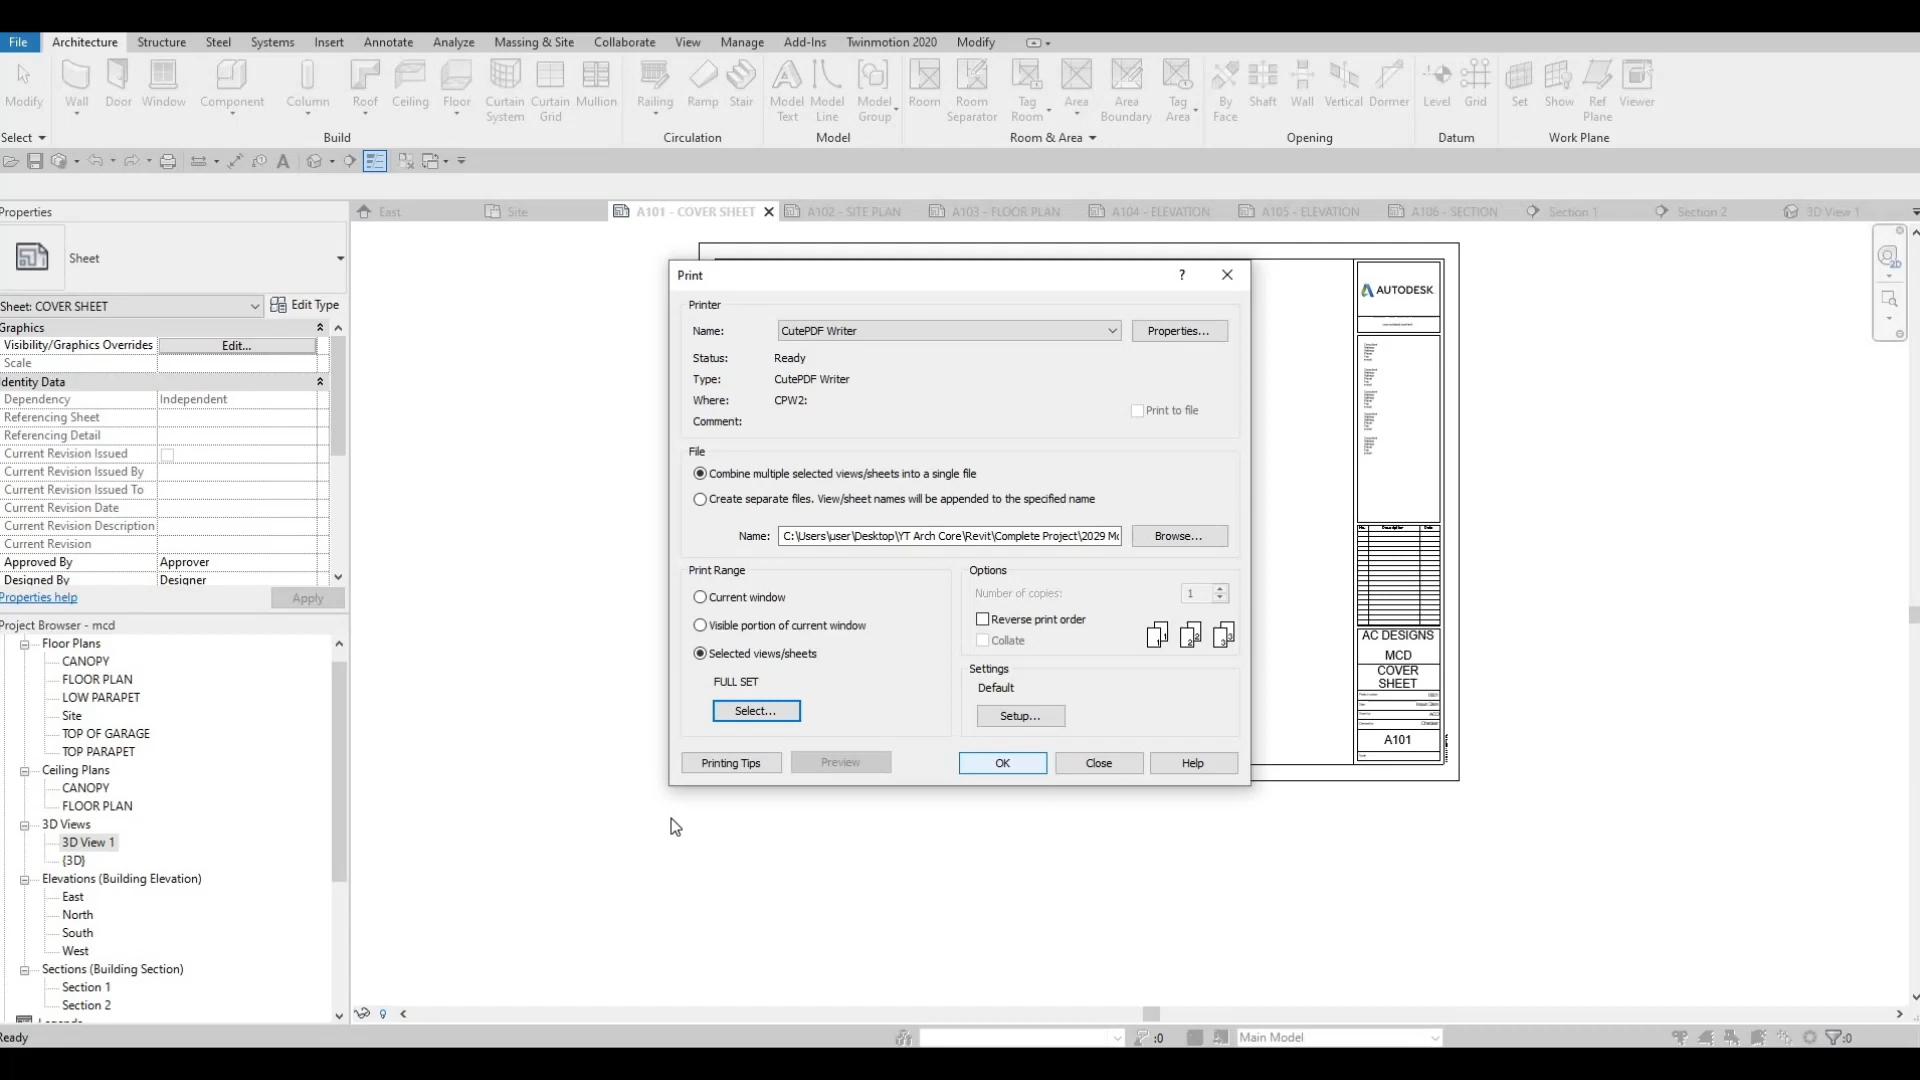 File Architecture Structure Steel Systems Insert Annotate Analyze Massing & Site Collaborate View Manage Add-Ins Twinmotion 2020 Modify
Modify Wall Door Window Component Column Roof Ceiling Floor Curtain System Curtain Grid Mullion Railing Ramp Stair Model Text Model Line Model Group Room Room Separator Tag Room Area Area Boundary Tag Area By Face Shaft Wall Vertical Dormer Level Grid Set Show Ref Plane Viewer
Select Build Circulation Model Room & Area Opening Datum Work Plane
Properties East Site A101 - COVER SHEET A102 - SITE PLAN A103 - FLOOR PLAN A104 - ELEVATION A105 - ELEVATION A106 - SECTION Section 1 Section 2 3D View 1
Sheet
Sheet: COVER SHEET Edit Type
Graphics
Visibility/Graphics Overrides Edit...
Scale
Identity Data
Dependency Independent
Referencing Sheet
Referencing Detail
Current Revision Issued
Current Revision Issued By
Current Revision Issued To
Current Revision Date
Current Revision Description
Current Revision
Approved By Approver
Designed By Designer
Properties help Apply
Project Browser - mcd
Floor Plans
CANOPY
FLOOR PLAN
LOW PARAPET
Site
TOP OF GARAGE
TOP PARAPET
Ceiling Plans
CANOPY
FLOOR PLAN
3D Views
3D View 1
{3D}
Elevations (Building Elevation)
East
North
South
West
Sections (Building Section)
Section 1
Section 2
Print ?
Printer
Name: CutePDF Writer Properties...
Status: Ready
Type: CutePDF Writer
Where: CPW2:
Comment:
Print to file
File
Combine multiple selected views/sheets into a single file
Create separate files. View/sheet names will be appended to the specified name
Name: C:\Users\user\Desktop\YT Arch Core\Revit\Complete Project\2029 Mc Browse...
Print Range
Current window
Visible portion of current window
Selected views/sheets
FULL SET
Select...
Options
Number of copies: 1
Reverse print order
Collate
1 1 2 2 3 3
Settings
Default
Setup...
Printing Tips Preview OK Close Help
AUTODESK
No. Description Date
AC DESIGNS
MCD
COVER
SHEET
A101
2D
Ready :0 Main Model :0